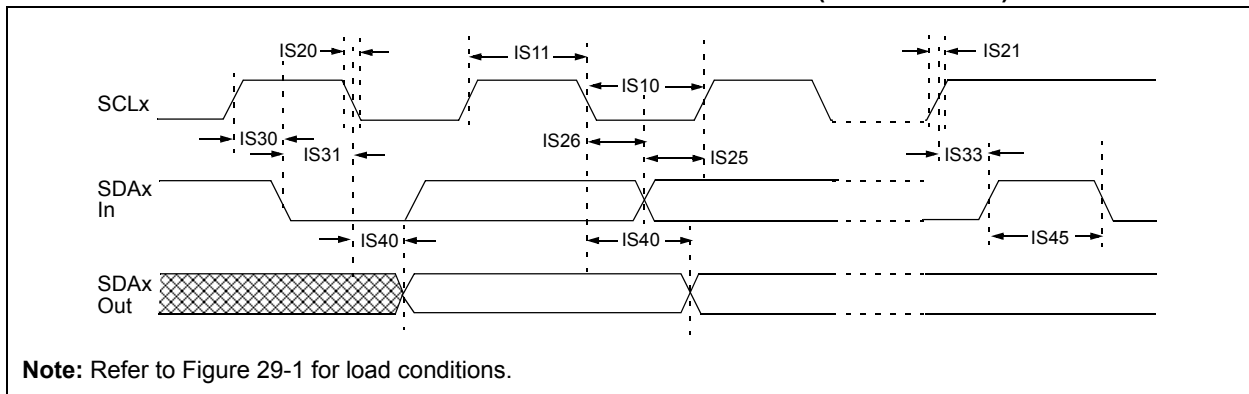 IS20
IS11
IS21
IS10
SCLx
IS30
IS26
IS31
IS25
IS33
SDAx
In
IS40
IS40
IS45
SDAx
Out
Note: Refer to Figure 29-1 for load conditions.